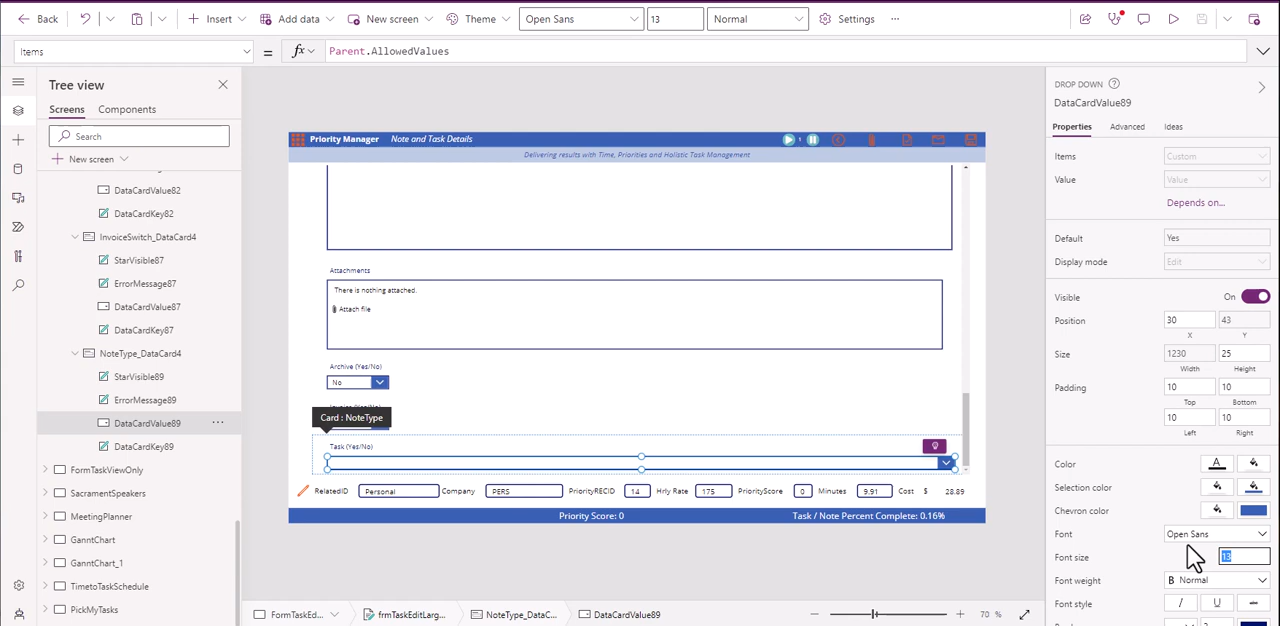 Back
Insert
Add data
New screen
Theme
Open Sans
13
Normal
Settings
Items
=
fx
Parent.AllowedValues
Tree view
Screens
Components
Search
New screen
DataCardValue82
DataCardKey82
InvoiceSwitch_DataCard4
StarVisible87
ErrorMessage87
DataCardValue87
DataCardKey87
NoteType_DataCard4
StarVisible89
ErrorMessage89
DataCardValue89
DataCardKey89
FormTaskViewOnly
SacramentSpeakers
MeetingPlanner
GanntChart
GanntChart_1
TimetoTaskSchedule
PickMyTasks
Priority Manager
Note and Task Details
1
Delivering results with Time, Priorities and Holistic Task Management
Attachments
There is nothing attached.
Attach file
Archive (Yes/No)
No
Card : NoteType
Task (Yes/No)
RelatedID
Personal
Company
PERS
PriorityRECID
14
Hrly Rate
175
PriorityScore
0
Minutes
9.91
Cost
$
28.89
Priority Score: 0
Task / Note Percent Complete: 0.16%
FormTaskEd...
frmTaskEditLarg...
NoteType_DataC...
DataCardValue89
70 %
DROP DOWN
DataCardValue89
Properties
Advanced
Ideas
Items
Custom
Value
Value
Depends on...
Default
Yes
Display mode
Edit
Visible
On
Position
30
43
X
Y
Size
1230
25
Width
Height
Padding
10
10
Top
Bottom
10
10
Left
Right
Color
A
Selection color
Chevron color
Font
Open Sans
Font size
13
Font weight
B Normal
Font style
/
U
abc